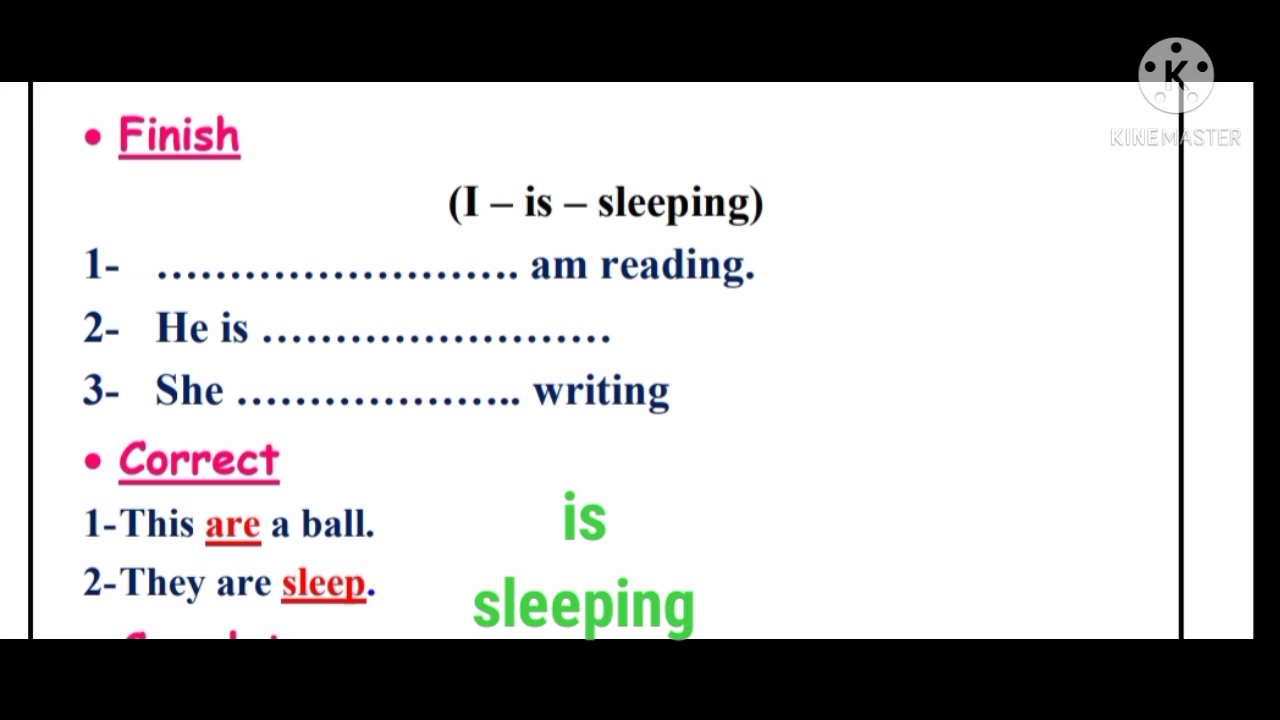 K
KINEMASTER
• Finish
(I – is – sleeping)
1- ………………………. am reading.
2- He is ……………………
3- She ……………….. writing
• Correct
1-This are a ball. is
2-They are sleep. sleeping